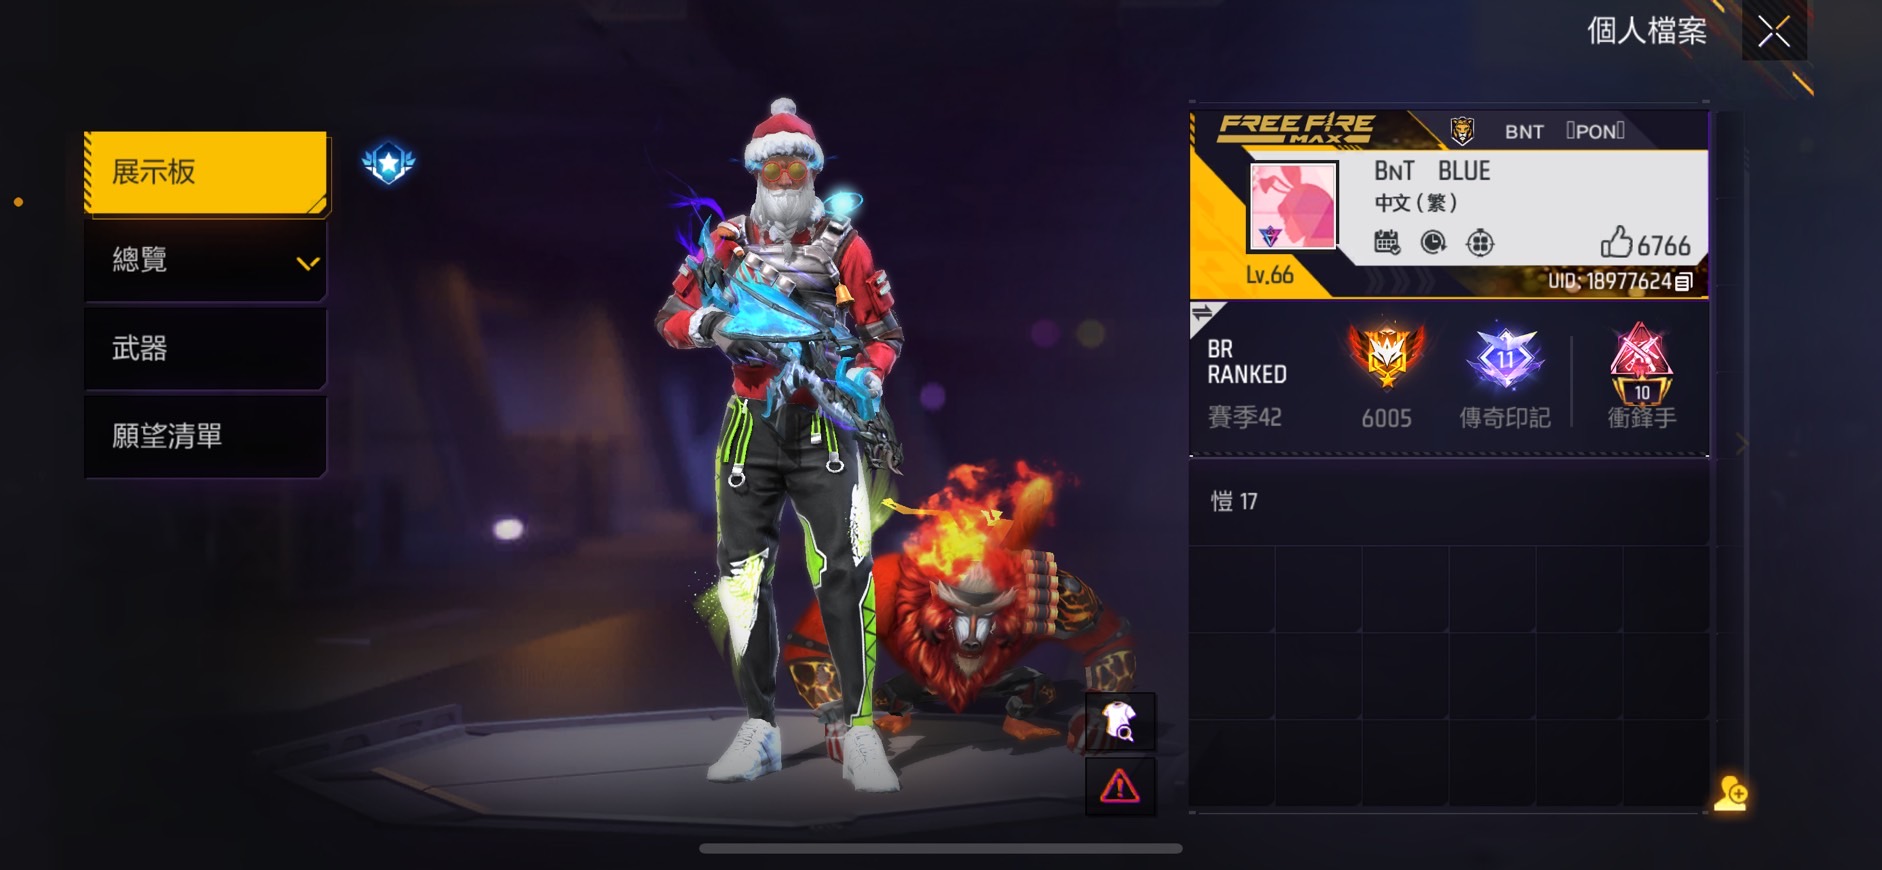 個人檔案
展示板
總覽
武器
願望清單
FREE FIRE
MAX
BNT PON
BNT BLUE
中文(繁)
6766
Lv.66
UID: 18977624
BR
RANKED
賽季42
6005
11
傳奇印記
10
衝鋒手
愷 17